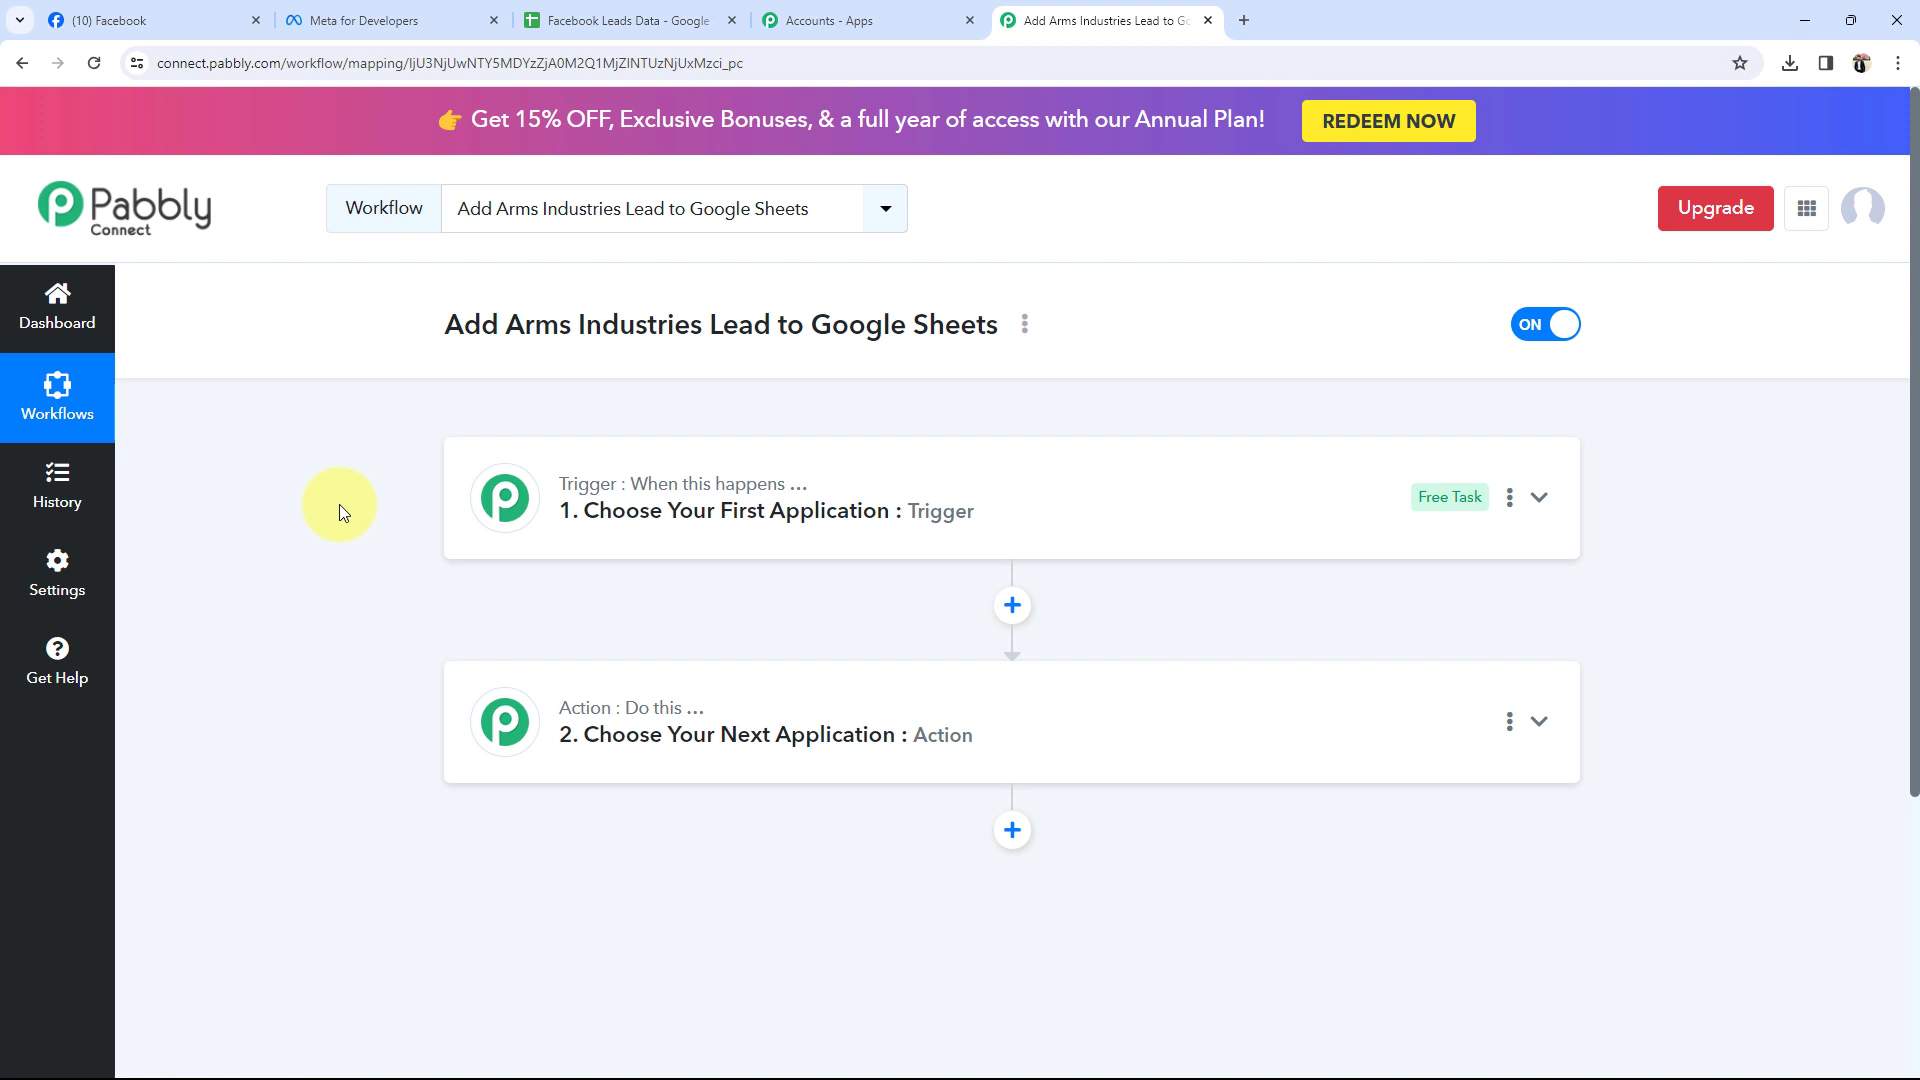 (10) Facebook
Meta for Developers
Facebook Leads Data - Google
Accounts - Apps
Add Arms Industries Lead to Go
connect.pabbly.com/workflow/mapping/IjU3NjUwNTY5MDYzZjA0M2Q1MjZINTUzNjUxMzci_pc
👉 Get 15% OFF, Exclusive Bonuses, & a full year of access with our Annual Plan!
REDEEM NOW
Pabbly
Connect
Workflow
Add Arms Industries Lead to Google Sheets
Upgrade
Dashboard
Workflows
History
Settings
Get Help
Add Arms Industries Lead to Google Sheets
ON
Trigger : When this happens ...
1. Choose Your First Application : Trigger
Free Task
Action : Do this ...
2. Choose Your Next Application : Action